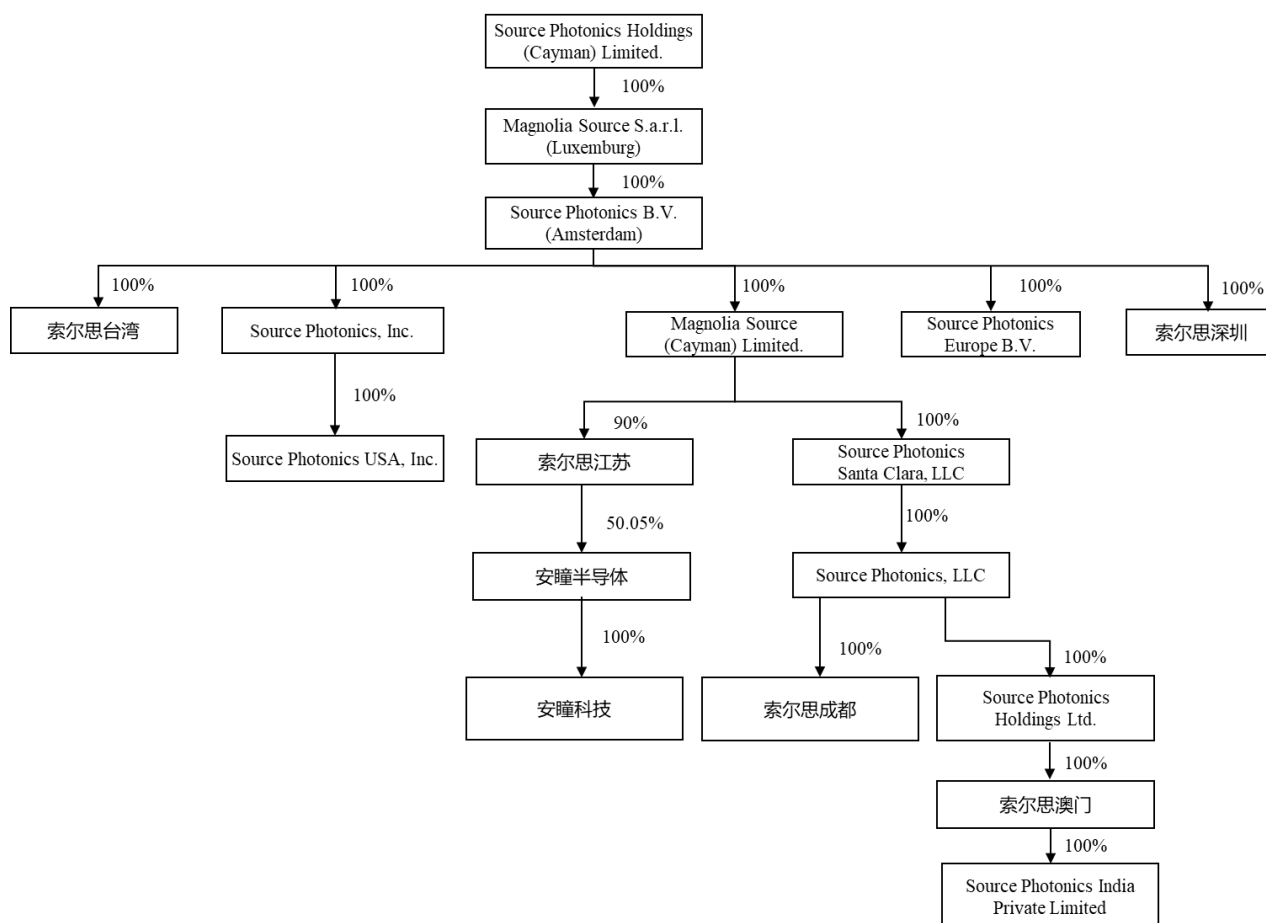 Source Photonics Holdings
(Cayman) Limited.
100%
Magnolia Source S.a.r.l.
(Luxemburg)
100%
Source Photonics B.V.
(Amsterdam)
100%
100%
100%
100%
100%
索尔思台湾
Source Photonics, Inc.
Magnolia Source
(Cayman) Limited.
Source Photonics
Europe B.V.
索尔思深圳
100%
90%
100%
Source Photonics USA, Inc.
索尔思江苏
Source Photonics
Santa Clara, LLC
50.05%
100%
安瞳半导体
Source Photonics, LLC
100%
100%
100%
安瞳科技
索尔思成都
Source Photonics
Holdings Ltd.
100%
索尔思澳门
100%
Source Photonics India
Private Limited